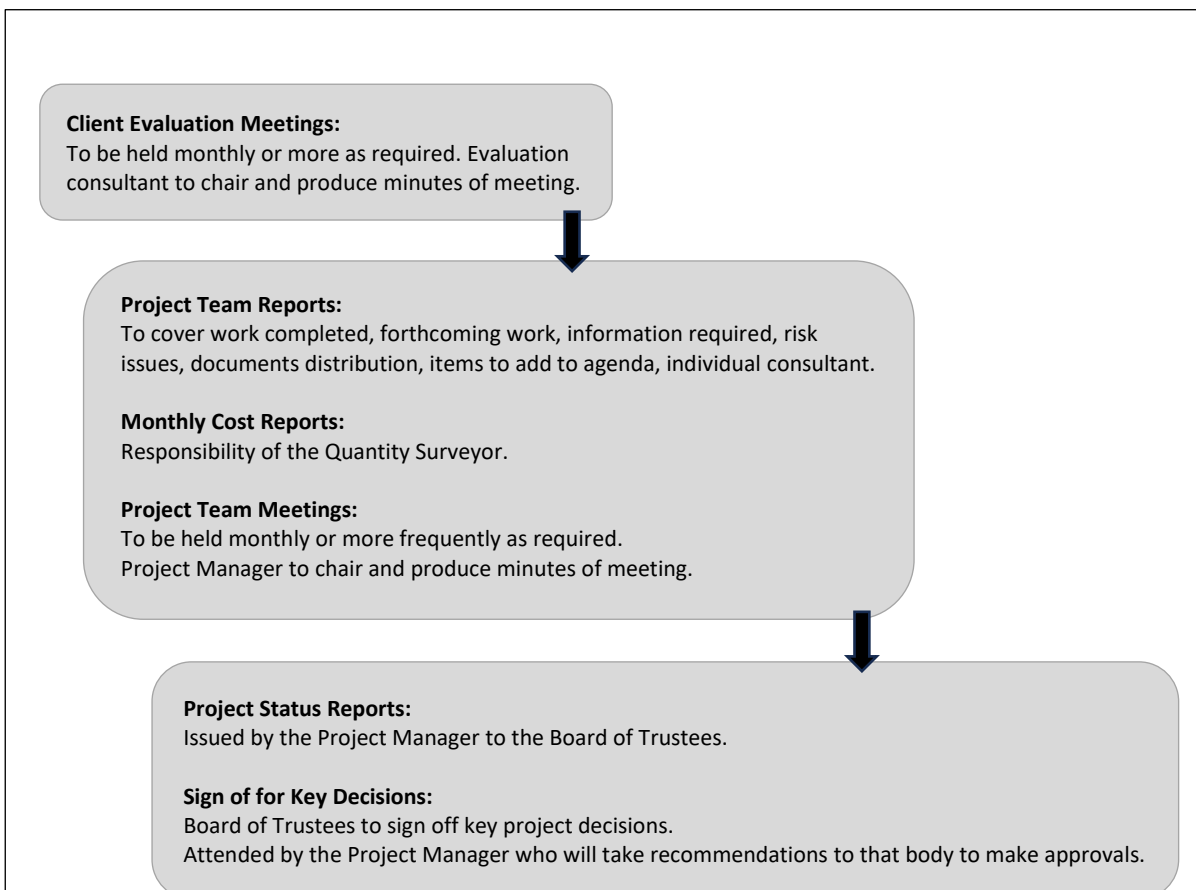 Client Evaluation Meetings:
To be held monthly or more as required. Evaluation
consultant to chair and produce minutes of meeting.
Project Team Reports:
To cover work completed, forthcoming work, information required, risk
issues, documents distribution, items to add to agenda, individual consultant.
Monthly Cost Reports:
Responsibility of the Quantity Surveyor.
Project Team Meetings:
To be held monthly or more frequently as required.
Project Manager to chair and produce minutes of meeting.
Project Status Reports:
Issued by the Project Manager to the Board of Trustees.
Sign of for Key Decisions:
Board of Trustees to sign off key project decisions.
Attended by the Project Manager who will take recommendations to that body to make approvals.